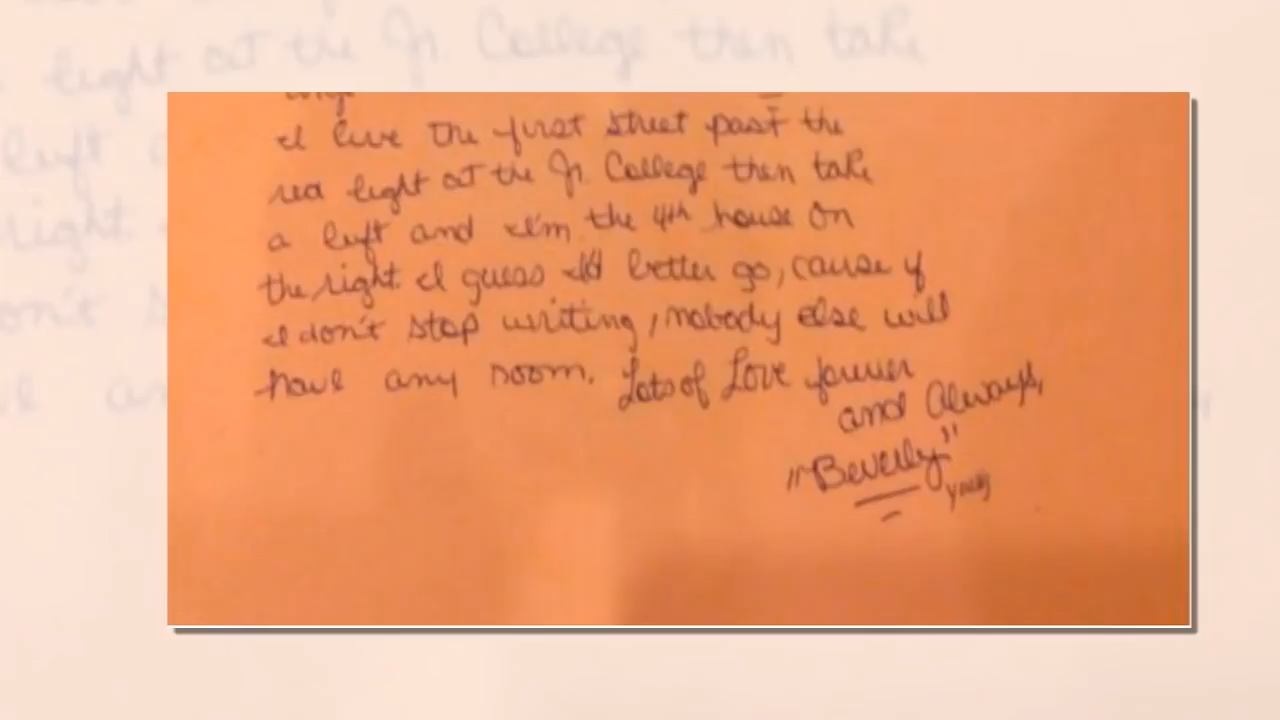 I live the first street past the
red light at the Jr. College then take
a left and I'm the 4th house on
the right. I guess I'd better go, cause if
I don't stop writing, nobody else will
have any room. Lots of Love forever
and Always,
"Beverly"